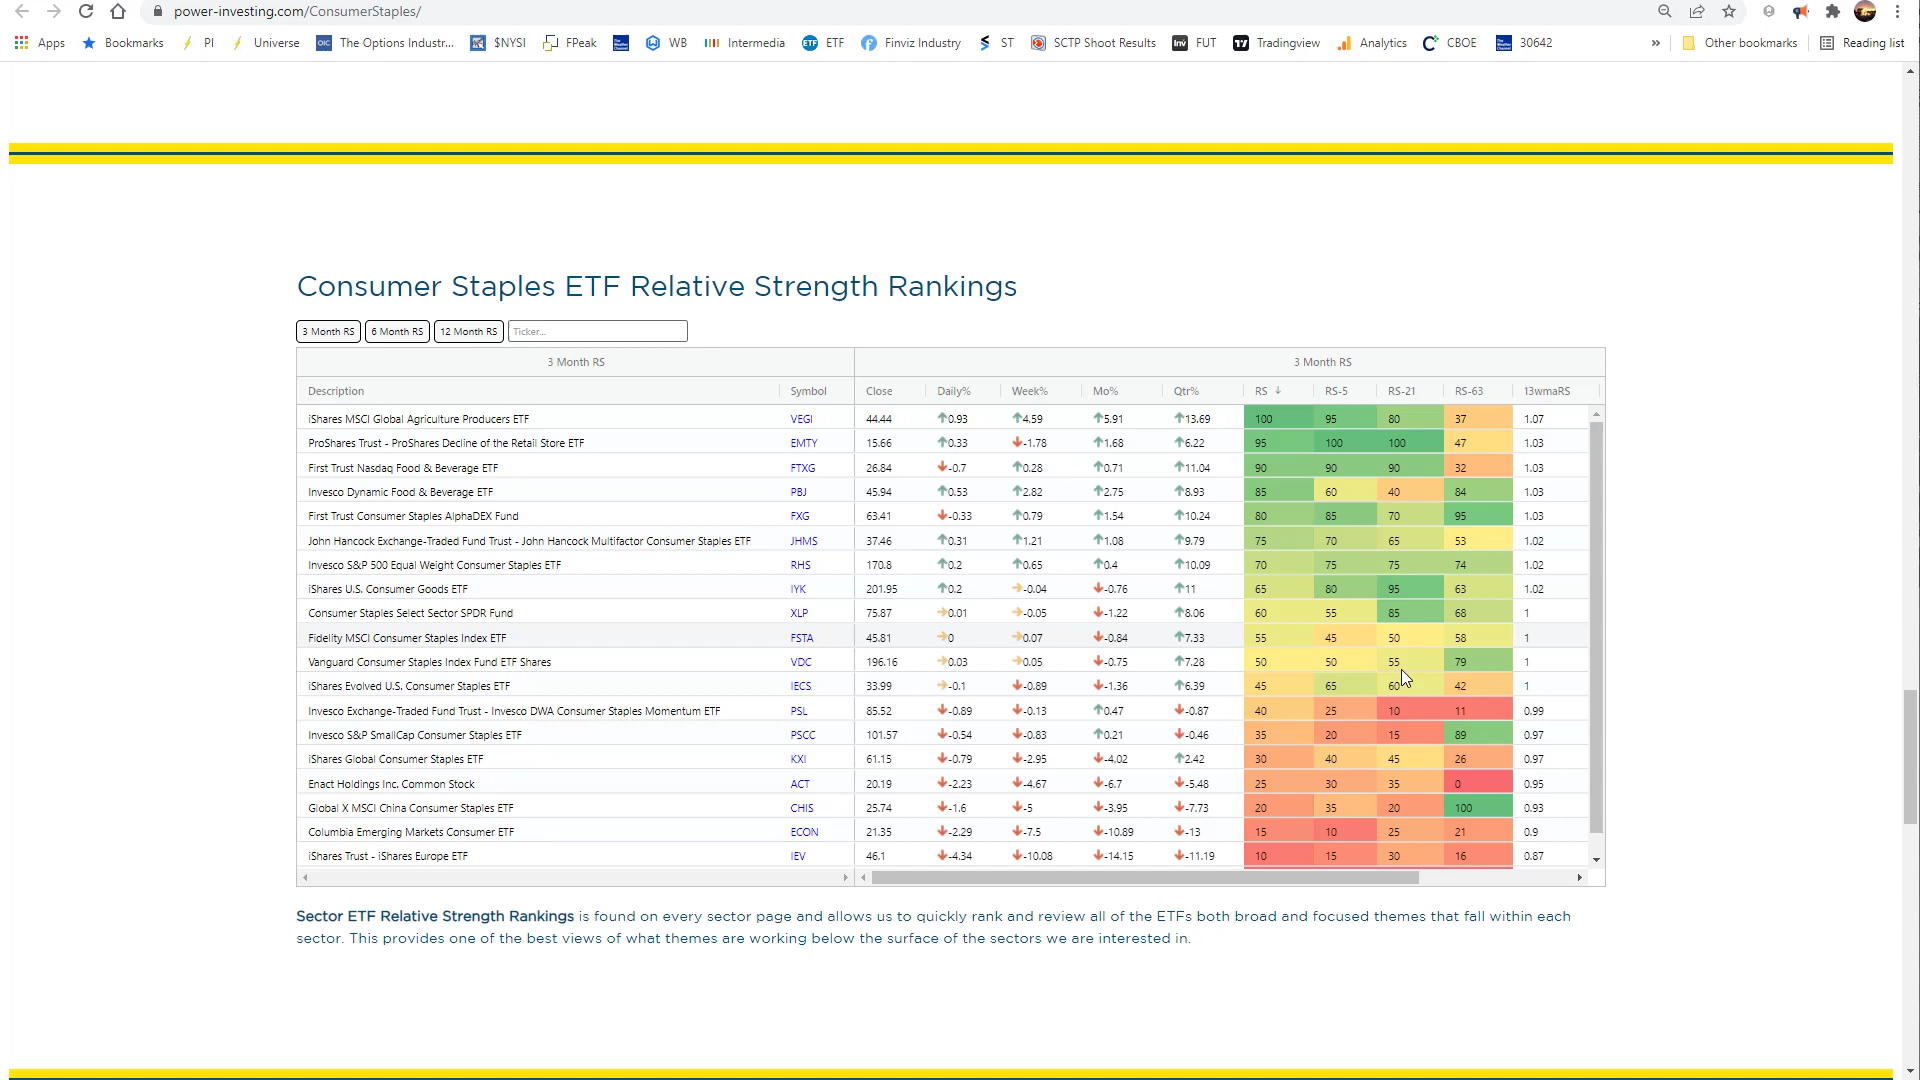 power-investing.com/ConsumerStaples/
Apps Bookmarks PI Universe The Options Industr... $NYSI FPeak WB Intermedia ETF Finviz Industry ST SCTP Shoot Results FUT Tradingview Analytics CBOE 30642 » Other bookmarks Reading list
Consumer Staples ETF Relative Strength Rankings
3 Month RS 6 Month RS 12 Month RS Ticker...
3 Month RS 3 Month RS
Description Symbol Close Daily% Week% Mo% Qtr% RS RS-5 RS-21 RS-63 13wmaRS
iShares MSCI Global Agriculture Producers ETF VEGI 44.44 0.93 4.59 5.91 13.69 100 95 80 37 1.07
ProShares Trust - ProShares Decline of the Retail Store ETF EMTY 15.66 0.33 -1.78 1.68 6.22 95 100 100 47 1.03
First Trust Nasdaq Food & Beverage ETF FTXG 26.84 -0.7 0.28 0.71 11.04 90 90 90 32 1.03
Invesco Dynamic Food & Beverage ETF PBJ 45.94 0.53 2.82 2.75 8.93 85 60 40 84 1.03
First Trust Consumer Staples AlphaDEX Fund FXG 63.41 -0.33 0.79 1.54 10.24 80 85 70 95 1.03
John Hancock Exchange-Traded Fund Trust - John Hancock Multifactor Consumer Staples ETF JHMS 37.46 0.31 1.21 1.08 9.79 75 70 65 53 1.02
Invesco S&P 500 Equal Weight Consumer Staples ETF RHS 170.8 0.2 0.65 0.4 10.09 70 75 75 74 1.02
iShares U.S. Consumer Goods ETF IYK 201.95 0.2 -0.04 -0.76 11 65 80 95 63 1.02
Consumer Staples Select Sector SPDR Fund XLP 75.87 0.01 -0.05 -1.22 8.06 60 55 85 68 1
Fidelity MSCI Consumer Staples Index ETF FSTA 45.81 0 0.07 -0.84 7.33 55 45 50 58 1
Vanguard Consumer Staples Index Fund ETF Shares VDC 196.16 0.03 0.05 -0.75 7.28 50 50 55 79 1
iShares Evolved U.S. Consumer Staples ETF IECS 33.99 -0.1 -0.89 -1.36 6.39 45 65 60 42 1
Invesco Exchange-Traded Fund Trust - Invesco DWA Consumer Staples Momentum ETF PSL 85.52 -0.89 -0.13 0.47 -0.87 40 25 10 11 0.99
Invesco S&P SmallCap Consumer Staples ETF PSCC 101.57 -0.54 -0.83 0.21 -0.46 35 20 15 89 0.97
iShares Global Consumer Staples ETF KXI 61.15 -0.79 -2.95 -4.02 2.42 30 40 45 26 0.97
Enact Holdings Inc. Common Stock ACT 20.19 -2.23 -4.67 -6.7 -5.48 25 30 35 0 0.95
Global X MSCI China Consumer Staples ETF CHIS 25.74 -1.6 -5 -3.95 -7.73 20 35 20 100 0.93
Columbia Emerging Markets Consumer ETF ECON 21.35 -2.29 -7.5 -10.89 -13 15 10 25 21 0.9
iShares Trust - iShares Europe ETF IEV 46.1 -4.34 -10.08 -14.15 -11.19 10 15 30 16 0.87
Sector ETF Relative Strength Rankings is found on every sector page and allows us to quickly rank and review all of the ETFs both broad and focused themes that fall within each
sector. This provides one of the best views of what themes are working below the surface of the sectors we are interested in.